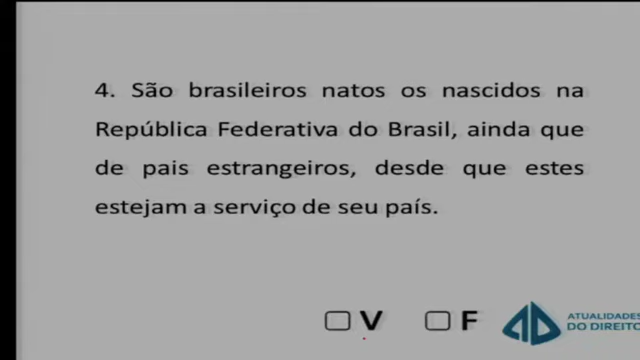 4. São brasileiros natos os nascidos na
República Federativa do Brasil, ainda que
de pais estrangeiros, desde que estes
estejam a serviço de seu país.
V F
ATUALIDADES
DO DIREITO